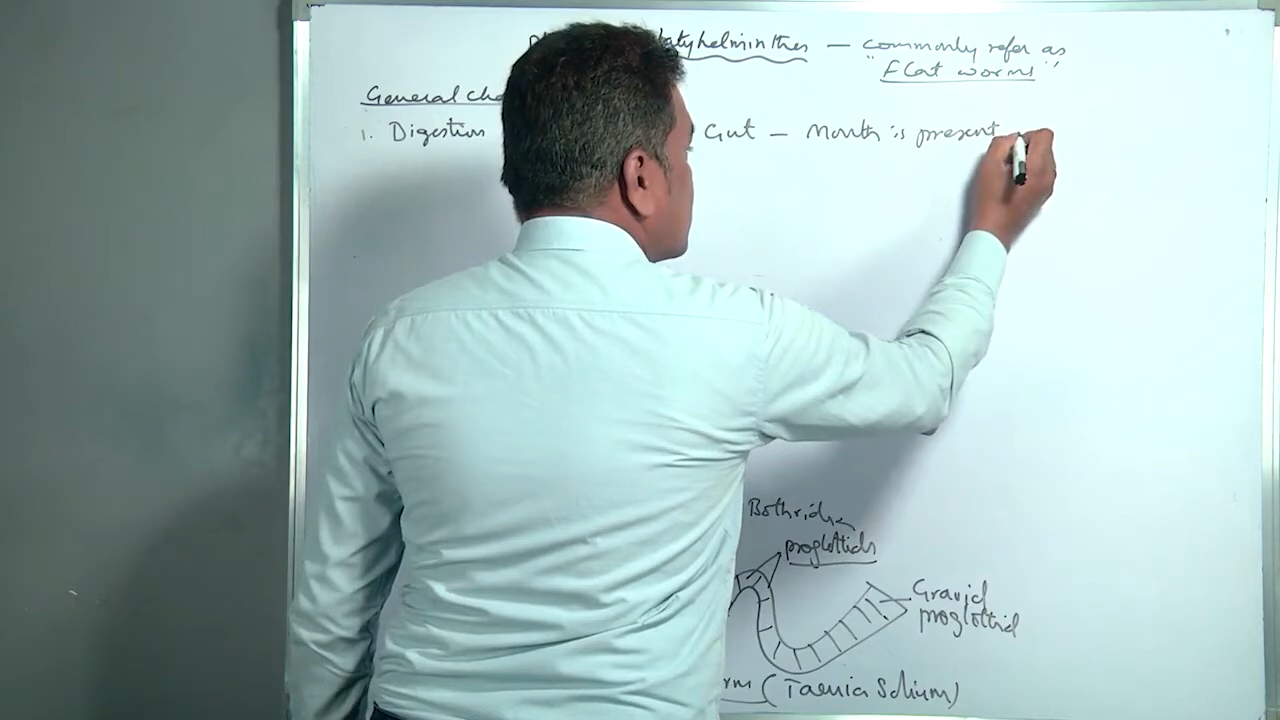 atyhelminthes — commonly refer as
"Flat worms"
General cha
1. Digestion Gut — Mouth is present
Bothridia
proglottids
Gravid
proglottid
rm (Taenia Solium)